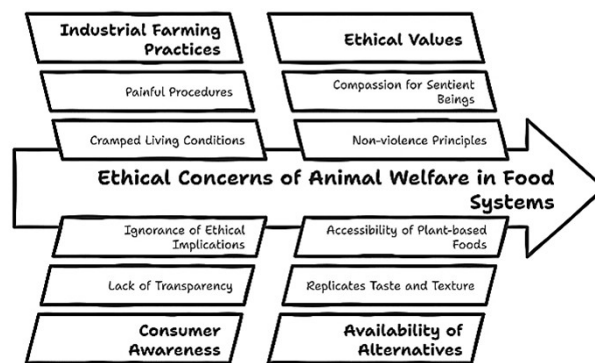 Industrial Farming
Practices
Ethical Values
Painful Procedures
Compassion for Sentient
Beings
Cramped Living Conditions
Non-violence Principles
Ethical Concerns of Animal Welfare in Food
Systems
Ignorance of Ethical
Implications
Accessibility of Plant-based
Foods
Lack of Transparency
Replicates Taste and Texture
Consumer
Awareness
Availability of
Alternatives